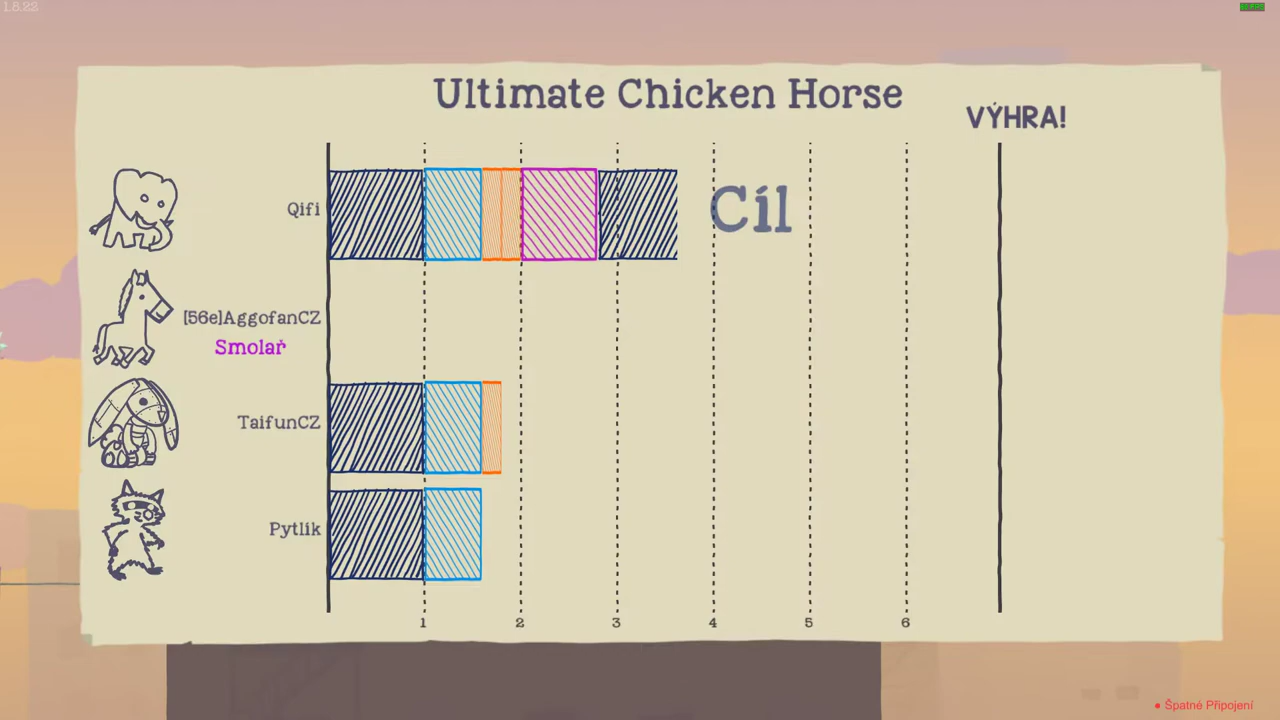 1.8.22
Ultimate Chicken Horse
VÝHRA!
Qifi
Cíl
[56e]AggofanCZ
Smolař
TaifunCZ
Pytlik
1 2 3 4 5 6
● Špatné Připojení